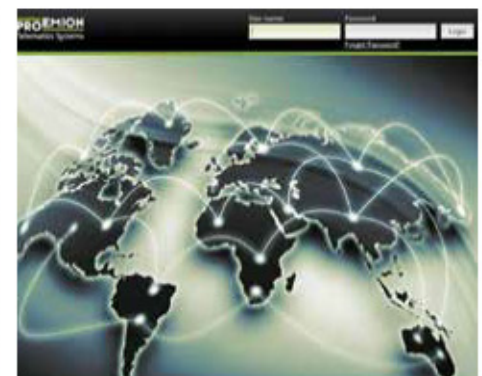 PROEMION
Telematics Systems
User name
Password
Login
Forgot Password?